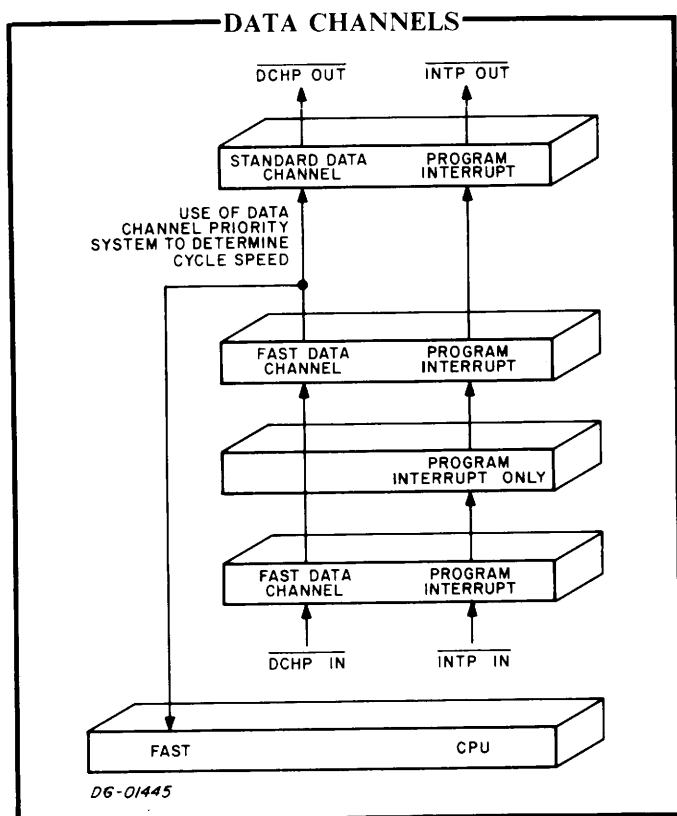 DATA CHANNELS
DCHP OUT
INTP OUT
STANDARD DATA
CHANNEL
PROGRAM
INTERRUPT
USE OF DATA
CHANNEL PRIORITY
SYSTEM TO DETERMINE
CYCLE SPEED
FAST DATA
CHANNEL
PROGRAM
INTERRUPT
PROGRAM
INTERRUPT ONLY
FAST DATA
CHANNEL
PROGRAM
INTERRUPT
DCHP IN
INTP IN
FAST
CPU
DG-01445